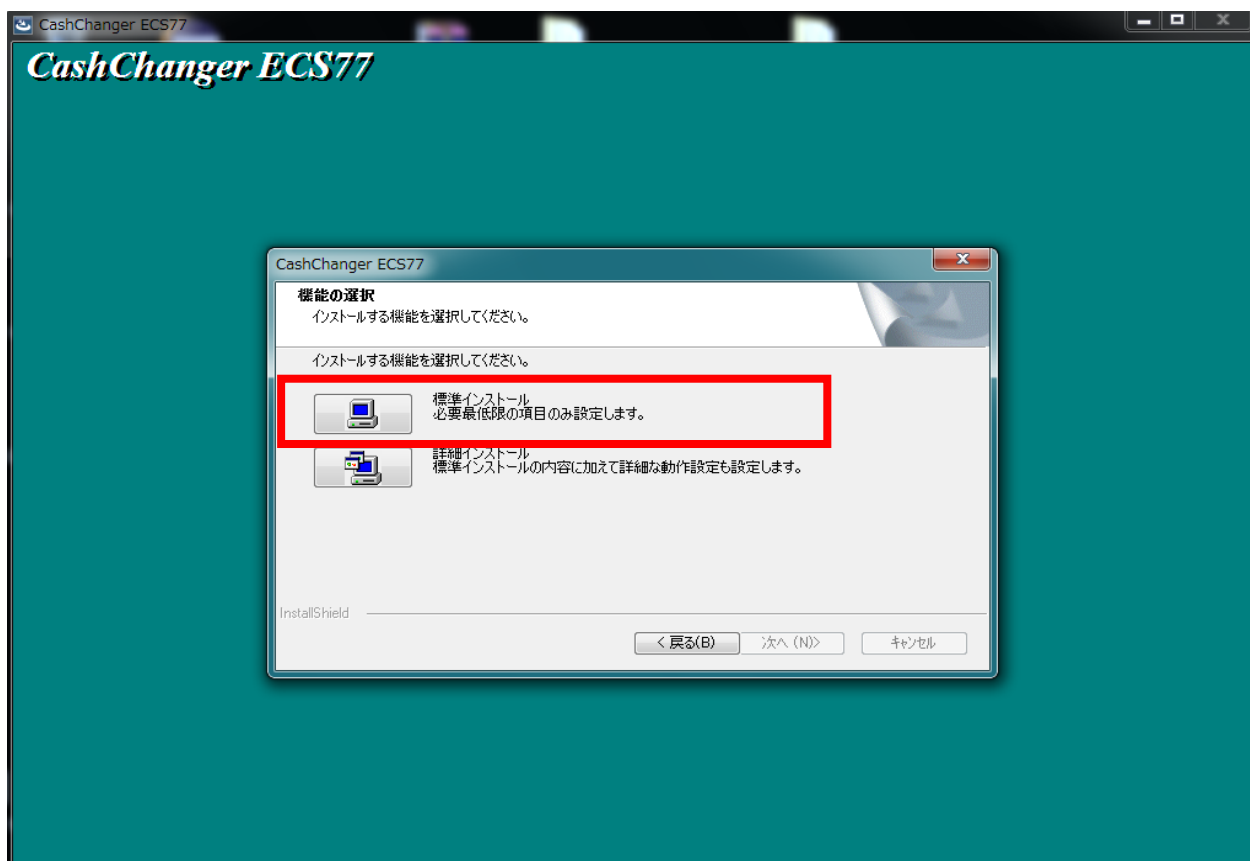 CashChanger ECS77
CashChanger ECS77
CashChanger ECS77
機能の選択
インストールする機能を選択してください。
インストールする機能を選択してください。
標準インストール
必要最低限の項目のみ設定します。
詳細インストール
標準インストールの内容に加えて詳細な動作設定も設定します。
InstallShield
< 戻る(B)
次へ (N)>
キャンセル